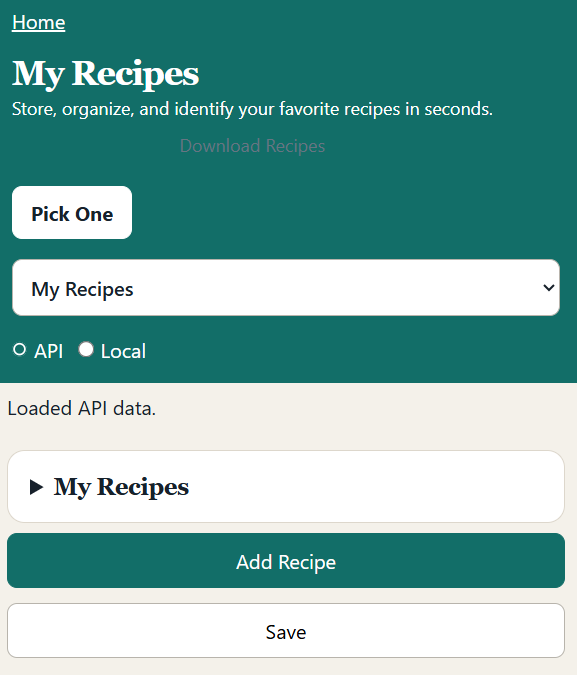 Home
My Recipes
Store, organize, and identify your favorite recipes in seconds.
Download Recipes
Pick One
My Recipes
API Local
Loaded API data.
My Recipes
Add Recipe
Save